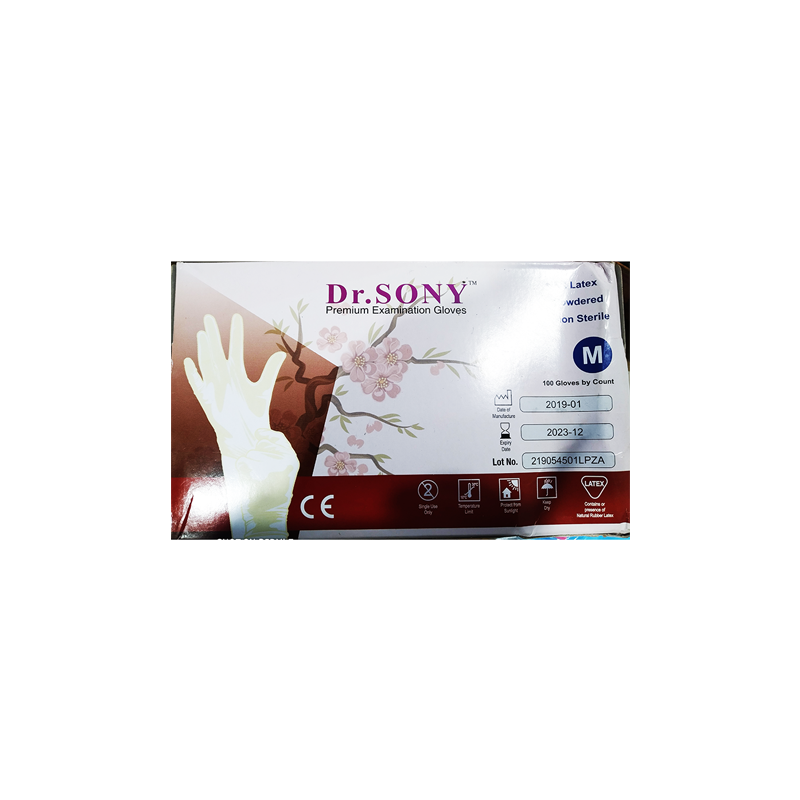 Dr.SONY™
Premium Examination Gloves
Latex
owdered
on Sterile
M
100 Gloves by Count
Date of
Manufacture
2019-01
Expiry
Date
2023-12
Lot No.
219054501LPZA
CE
Single Use
Only
Temperature
Limit
Protect from
Sunlight
Keep
Dry
LATEX
Contains or
presence of
Natural Rubber Latex